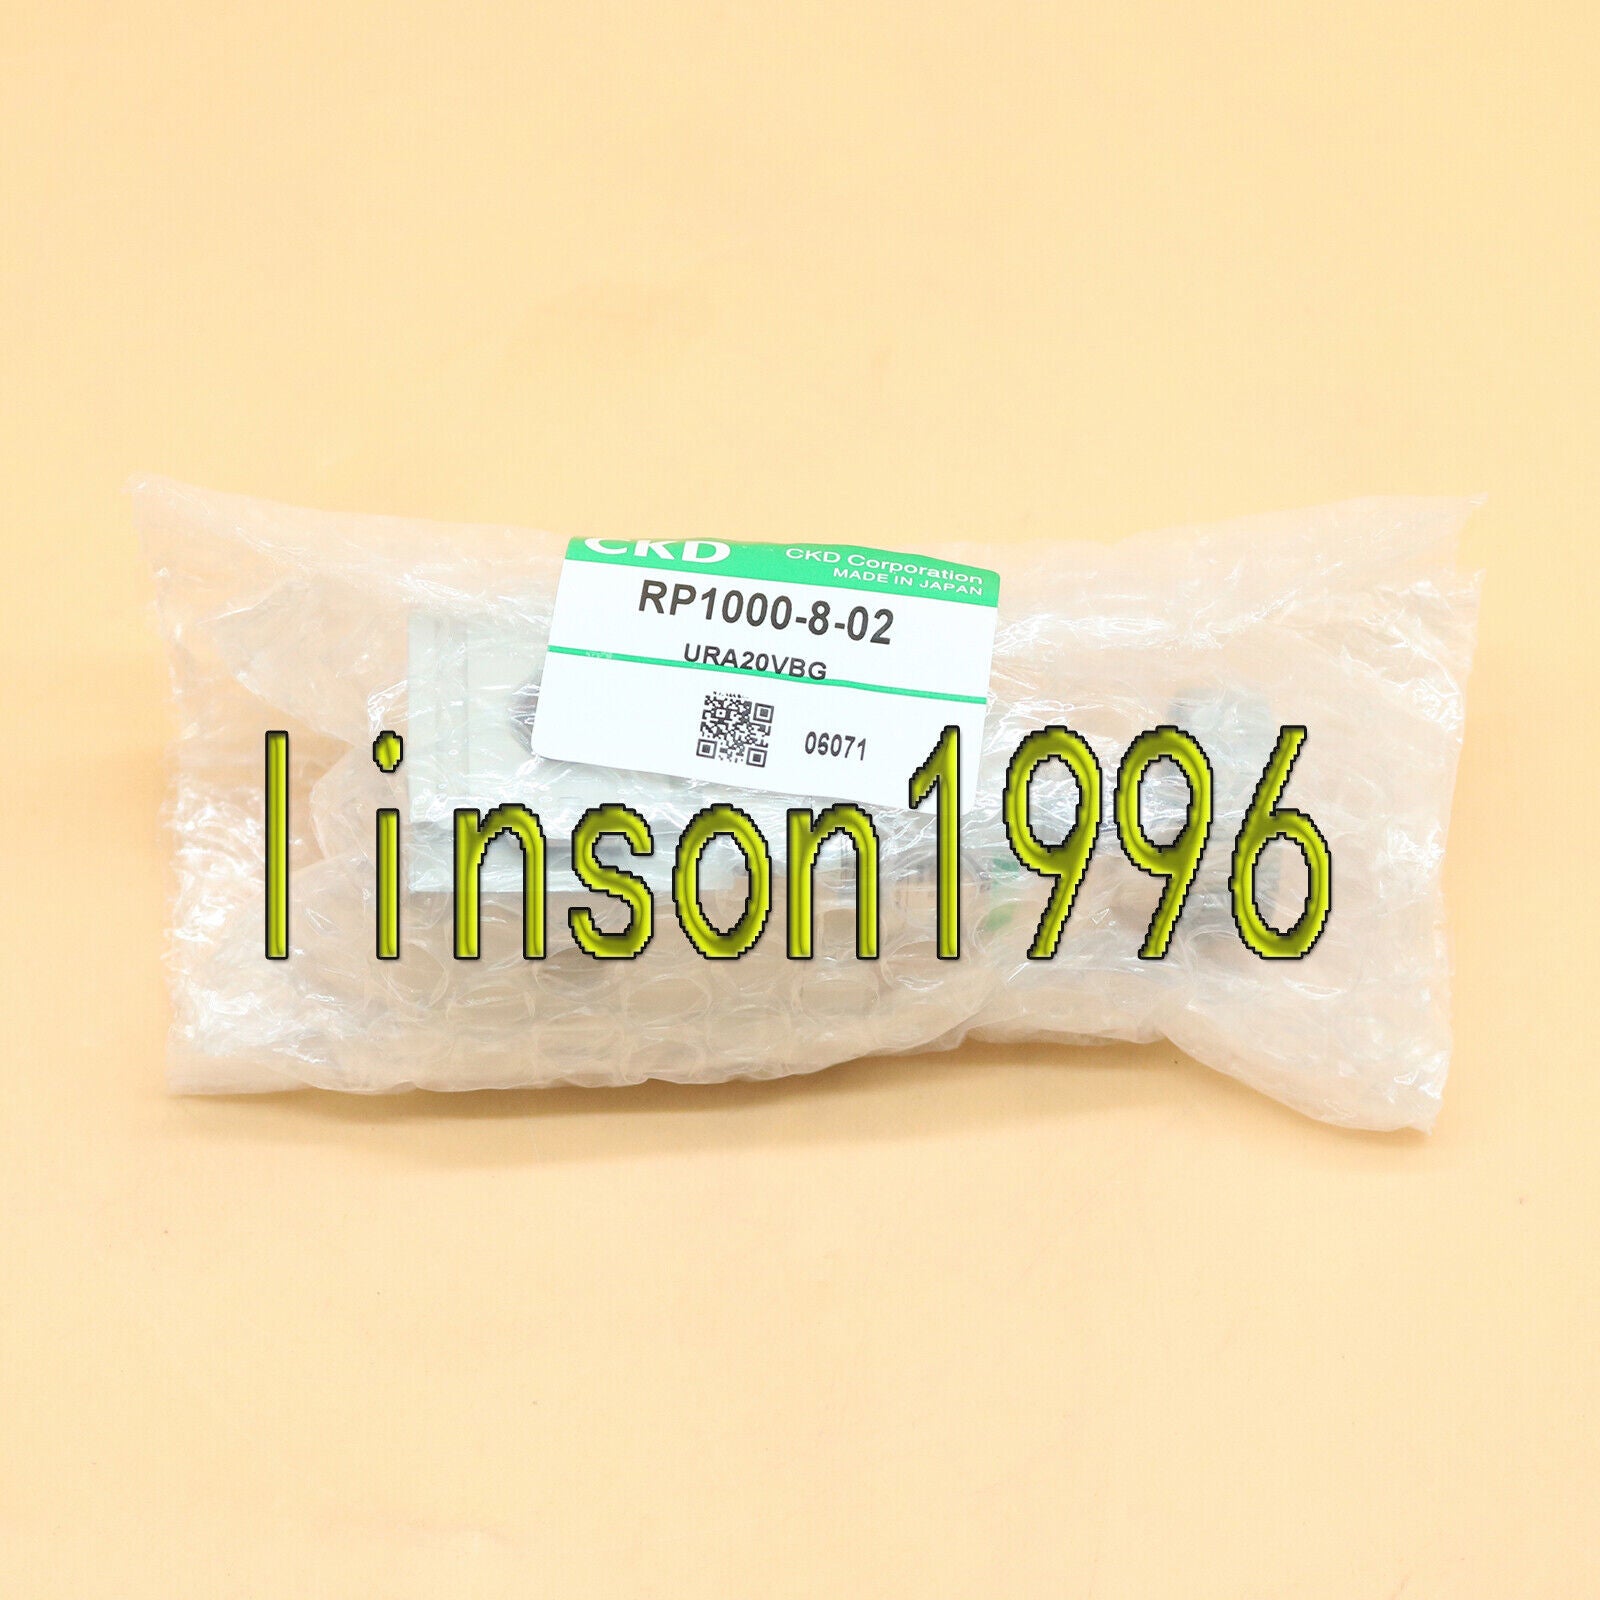 CKD
CKD Corporation
MADE IN JAPAN
RP1000-8-02
URA20VBG
06071
linson1996